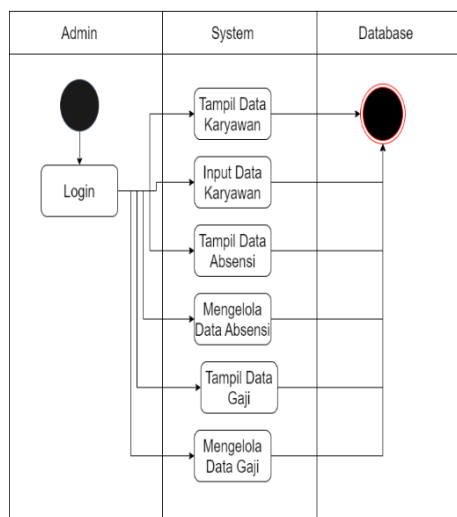 Admin
System
Database
Tampil Data
Karyawan
Login
Input Data
Karyawan
Tampil Data
Absensi
Mengelola
Data Absensi
Tampil Data
Gaji
Mengelola
Data Gaji